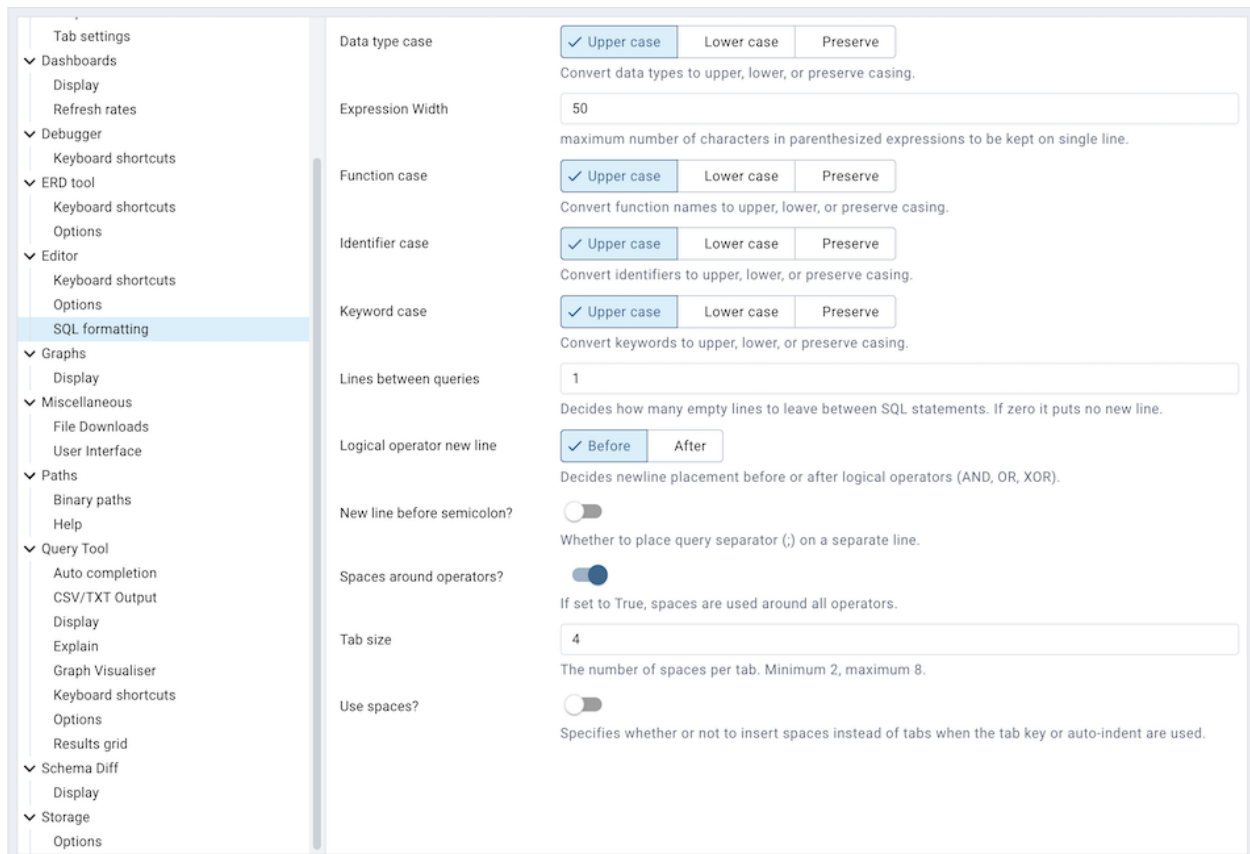 Tab settings
Dashboards
Display
Refresh rates
Debugger
Keyboard shortcuts
ERD tool
Keyboard shortcuts
Options
Editor
Keyboard shortcuts
Options
SQL formatting
Graphs
Display
Miscellaneous
File Downloads
User Interface
Paths
Binary paths
Help
Query Tool
Auto completion
CSV/TXT Output
Display
Explain
Graph Visualiser
Keyboard shortcuts
Options
Results grid
Schema Diff
Display
Storage
Options
Data type case Upper case Lower case Preserve
Convert data types to upper, lower, or preserve casing.
Expression Width 50
maximum number of characters in parenthesized expressions to be kept on single line.
Function case Upper case Lower case Preserve
Convert function names to upper, lower, or preserve casing.
Identifier case Upper case Lower case Preserve
Convert identifiers to upper, lower, or preserve casing.
Keyword case Upper case Lower case Preserve
Convert keywords to upper, lower, or preserve casing.
Lines between queries 1
Decides how many empty lines to leave between SQL statements. If zero it puts no new line.
Logical operator new line Before After
Decides newline placement before or after logical operators (AND, OR, XOR).
New line before semicolon?
Whether to place query separator (;) on a separate line.
Spaces around operators?
If set to True, spaces are used around all operators.
Tab size 4
The number of spaces per tab. Minimum 2, maximum 8.
Use spaces?
Specifies whether or not to insert spaces instead of tabs when the tab key or auto-indent are used.